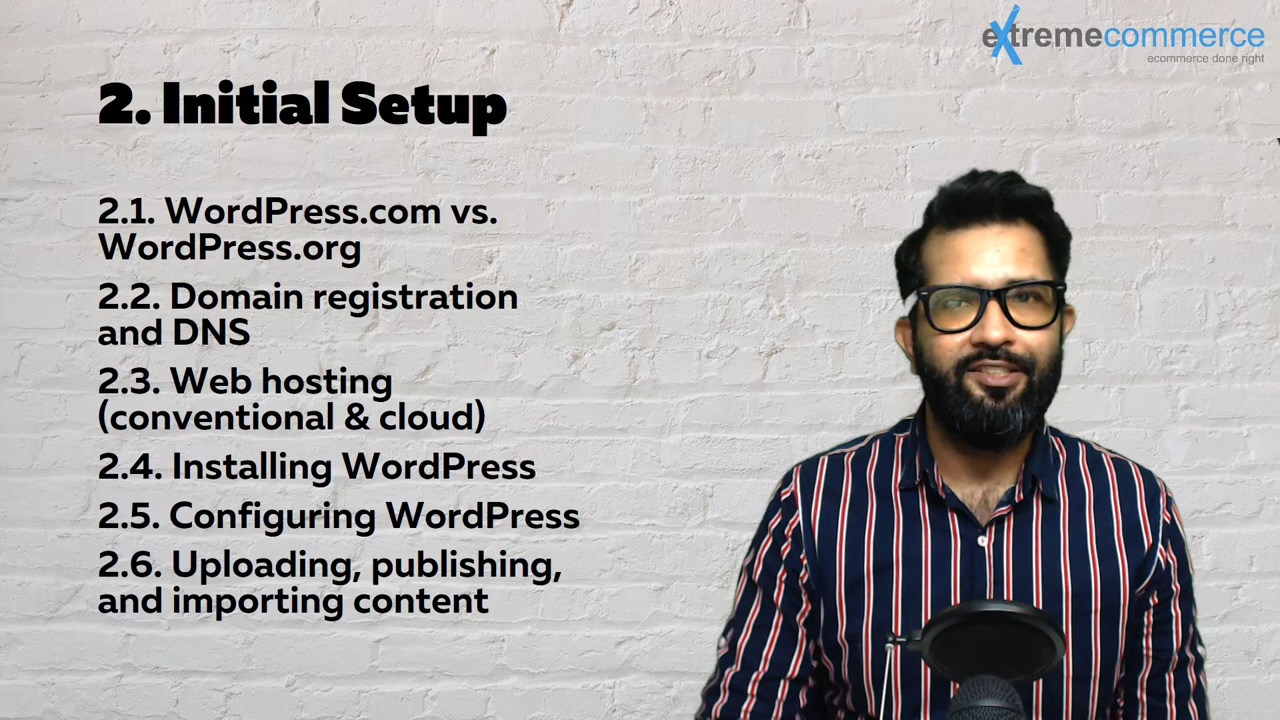 extremecommerce
ecommerce done right
2. Initial Setup
2.1. WordPress.com vs.
WordPress.org
2.2. Domain registration
and DNS
2.3. Web hosting
(conventional & cloud)
2.4. Installing WordPress
2.5. Configuring WordPress
2.6. Uploading, publishing,
and importing content